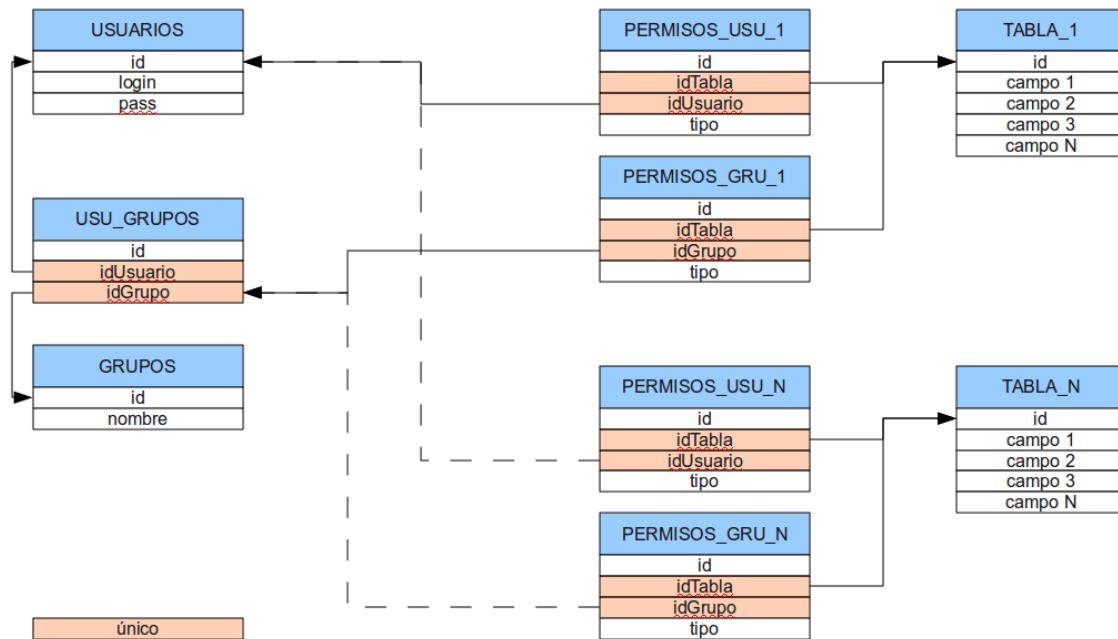 USUARIOS
id
login
pass
USU_GRUPOS
id
idUsuario
idGrupo
GRUPOS
id
nombre
único
PERMISOS_USU_1
id
idTabla
idUsuario
tipo
PERMISOS_GRU_1
id
idTabla
idGrupo
tipo
PERMISOS_USU_N
id
idTabla
idUsuario
tipo
PERMISOS_GRU_N
id
idTabla
idGrupo
tipo
TABLA_1
id
campo 1
campo 2
campo 3
campo N
TABLA_N
id
campo 1
campo 2
campo 3
campo N